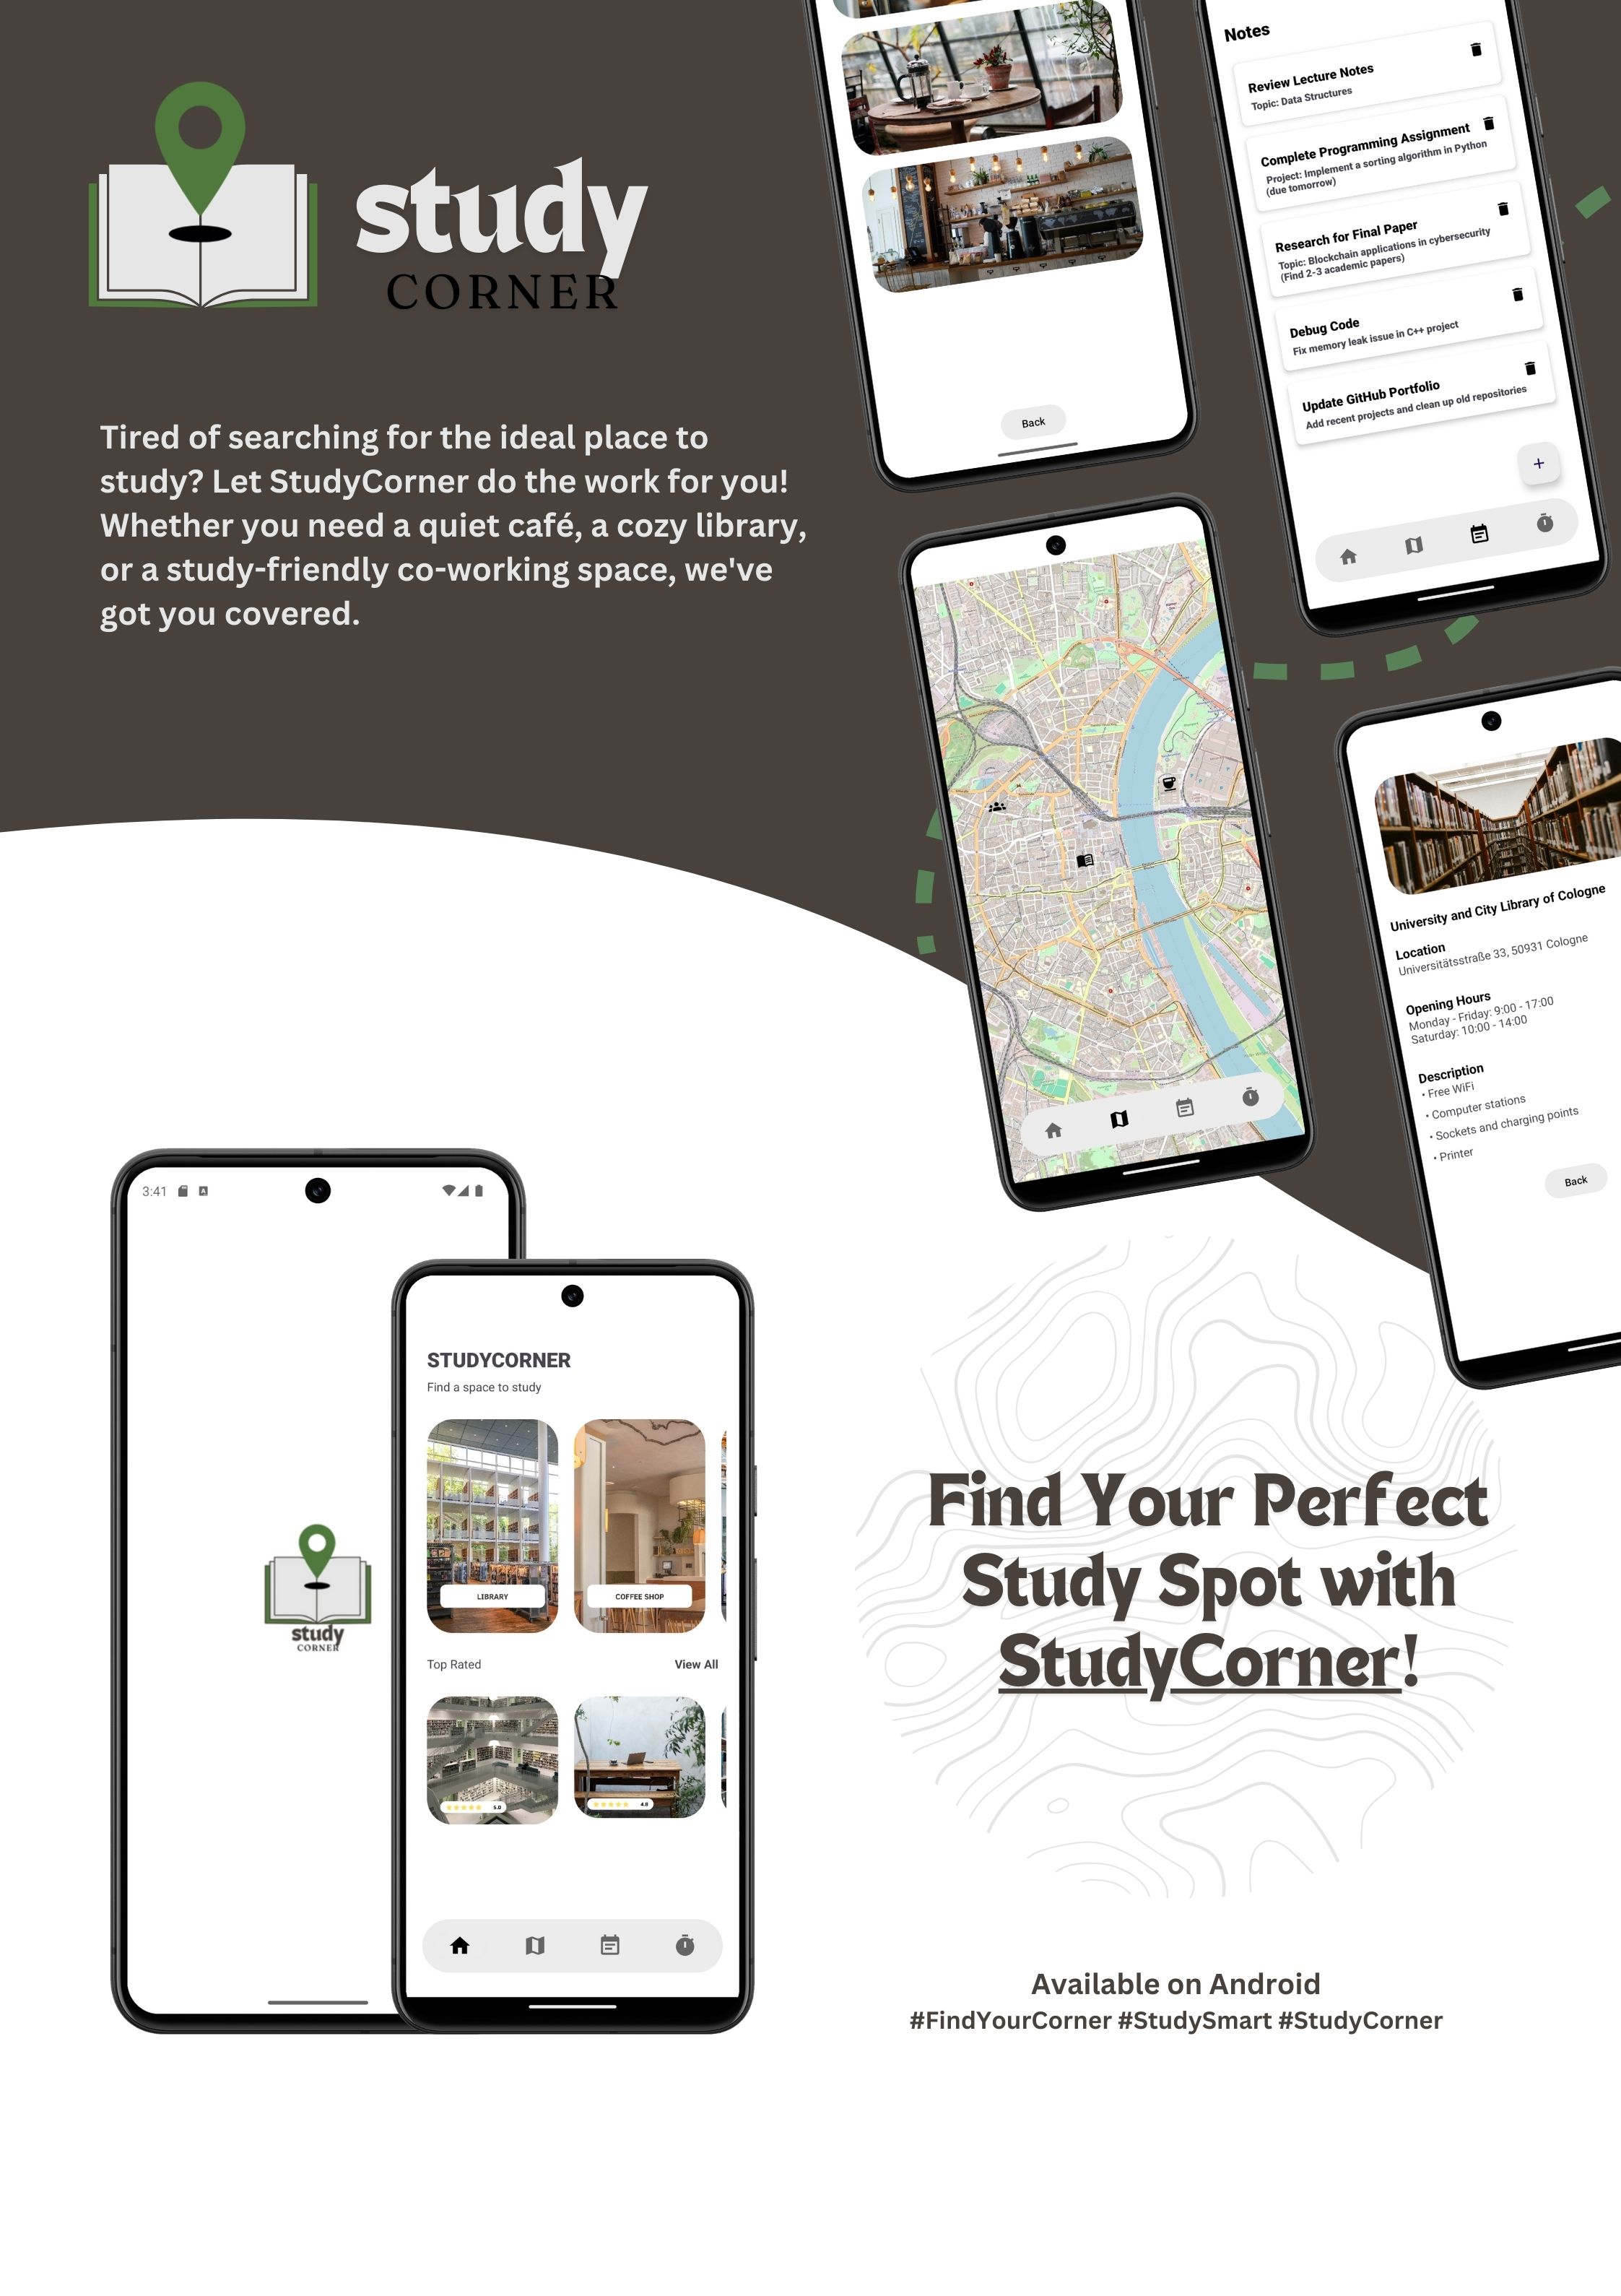 study
CORNER
Tired of searching for the ideal place to
study? Let StudyCorner do the work for you!
Whether you need a quiet café, a cozy library,
or a study-friendly co-working space, we've
got you covered.
Back
Notes
Review Lecture Notes
Topic: Data Structures
Complete Programming Assignment
Project: Implement a sorting algorithm in Python
(due tomorrow)
Research for Final Paper
Topic: Blockchain applications in cybersecurity
(Find 2-3 academic papers)
Debug Code
Fix memory leak issue in C++ project
Update GitHub Portfolio
Add recent projects and clean up old repositories
+
University and City Library of Cologne
Location
Universitätsstraße 33, 50931 Cologne
Opening Hours
Monday - Friday: 9:00 - 17:00
Saturday: 10:00 - 14:00
Description
• Free WiFi
• Computer stations
• Sockets and charging points
• Printer
Back
3:41
study
CORNER
STUDYCORNER
Find a space to study
LIBRARY
COFFEE SHOP
Top Rated
View All
5.0
4.8
Find Your Perfect
Study Spot with
StudyCorner!
Available on Android
#FindYourCorner #StudySmart #StudyCorner